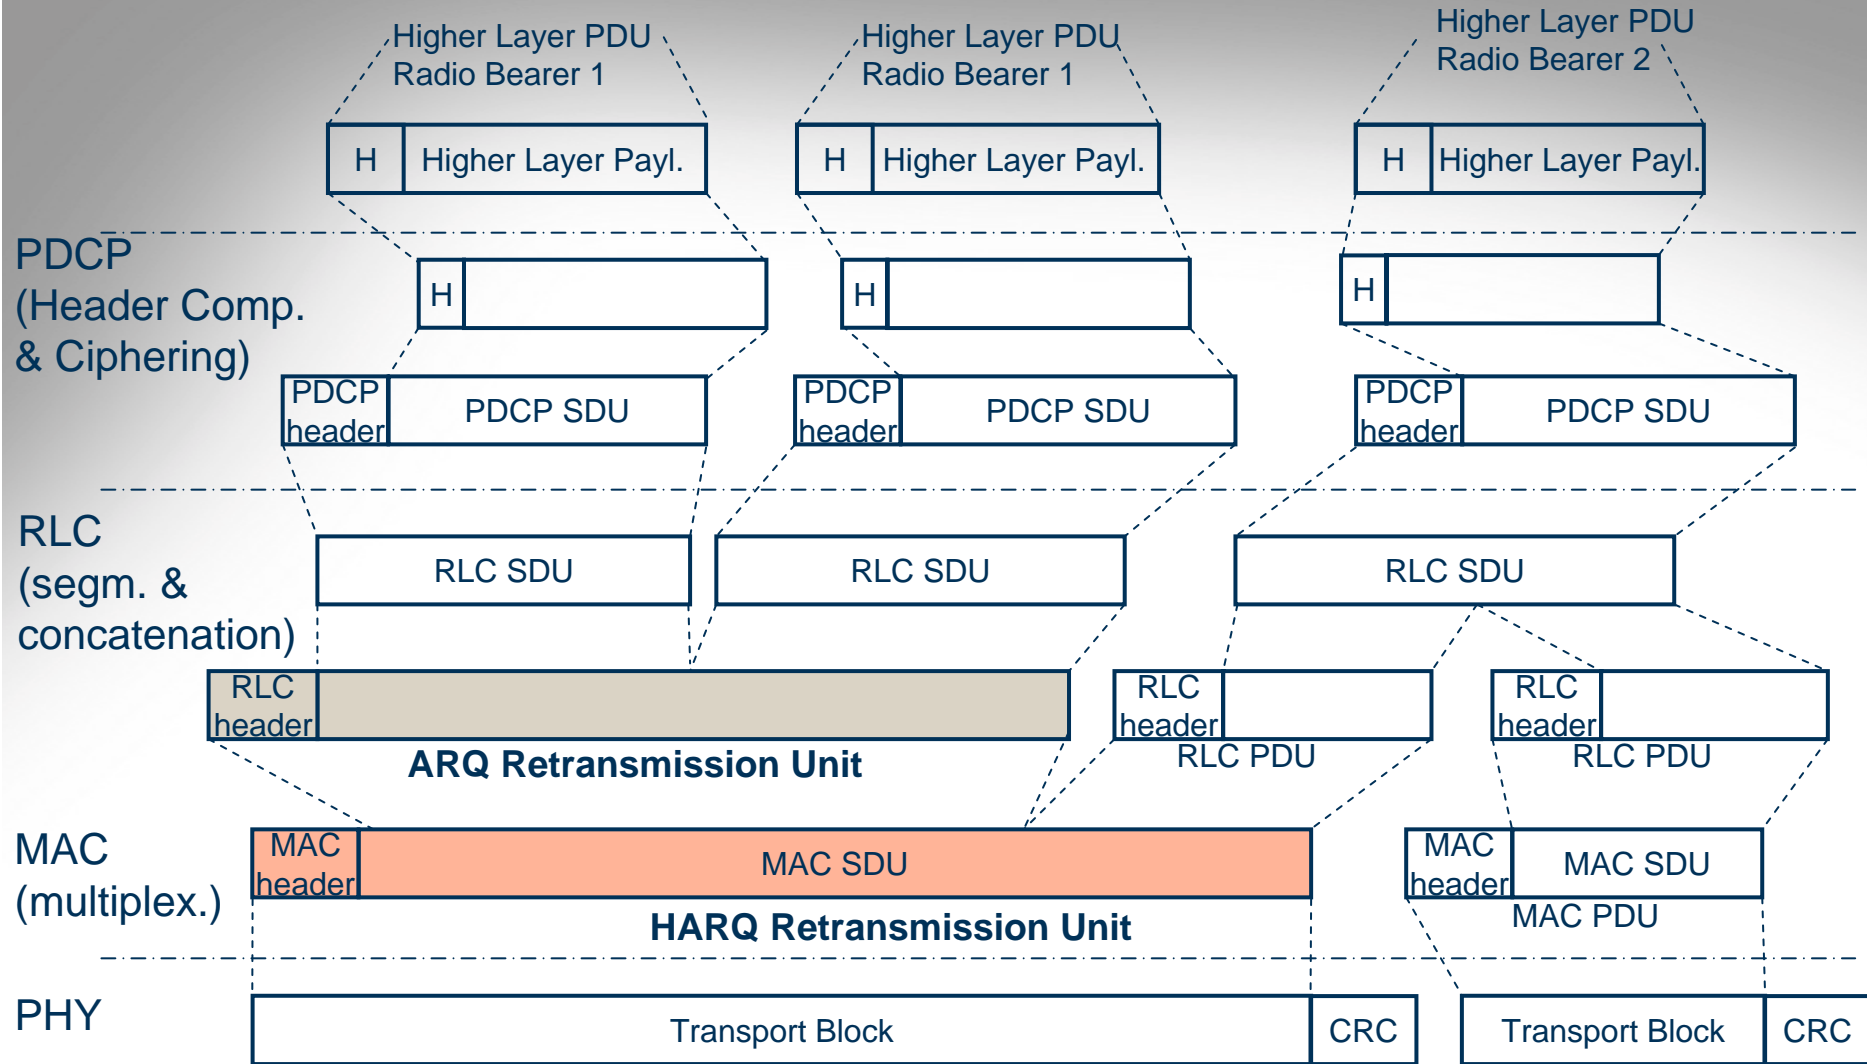 Higher Layer PDU
Radio Bearer 1
Higher Layer PDU
Radio Bearer 1
Higher Layer PDU
Radio Bearer 2
H
Higher Layer Payl.
H
Higher Layer Payl.
H
Higher Layer Payl.
PDCP
(Header Comp.
& Ciphering)
H
H
H
PDCP
header
PDCP SDU
PDCP
header
PDCP SDU
PDCP
header
PDCP SDU
RLC
(segm. &
concatenation)
RLC SDU
RLC SDU
RLC SDU
RLC
header
ARQ Retransmission Unit
RLC
header
RLC PDU
RLC
header
RLC PDU
MAC
(multiplex.)
MAC
header
MAC SDU
HARQ Retransmission Unit
MAC
header
MAC SDU
MAC PDU
PHY
Transport Block
CRC
Transport Block
CRC